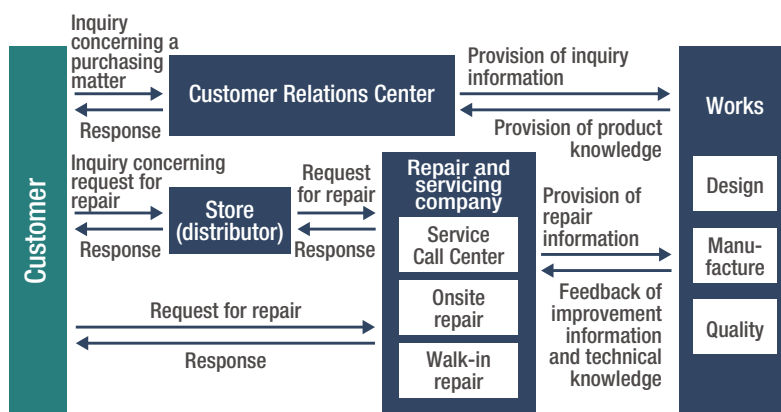 Customer
Inquiry
concerning a
purchasing
matter
Response
Customer Relations Center
Provision of inquiry
information
Provision of product
knowledge
Inquiry concerning
request for
repair
Response
Store
(distributor)
Request
for repair
Response
Request for repair
Response
Repair and
servicing
company
Service
Call Center
Onsite
repair
Walk-in
repair
Provision of
repair
information
Feedback of
improvement
information
and technical
knowledge
Works
Design
Manu-
facture
Quality